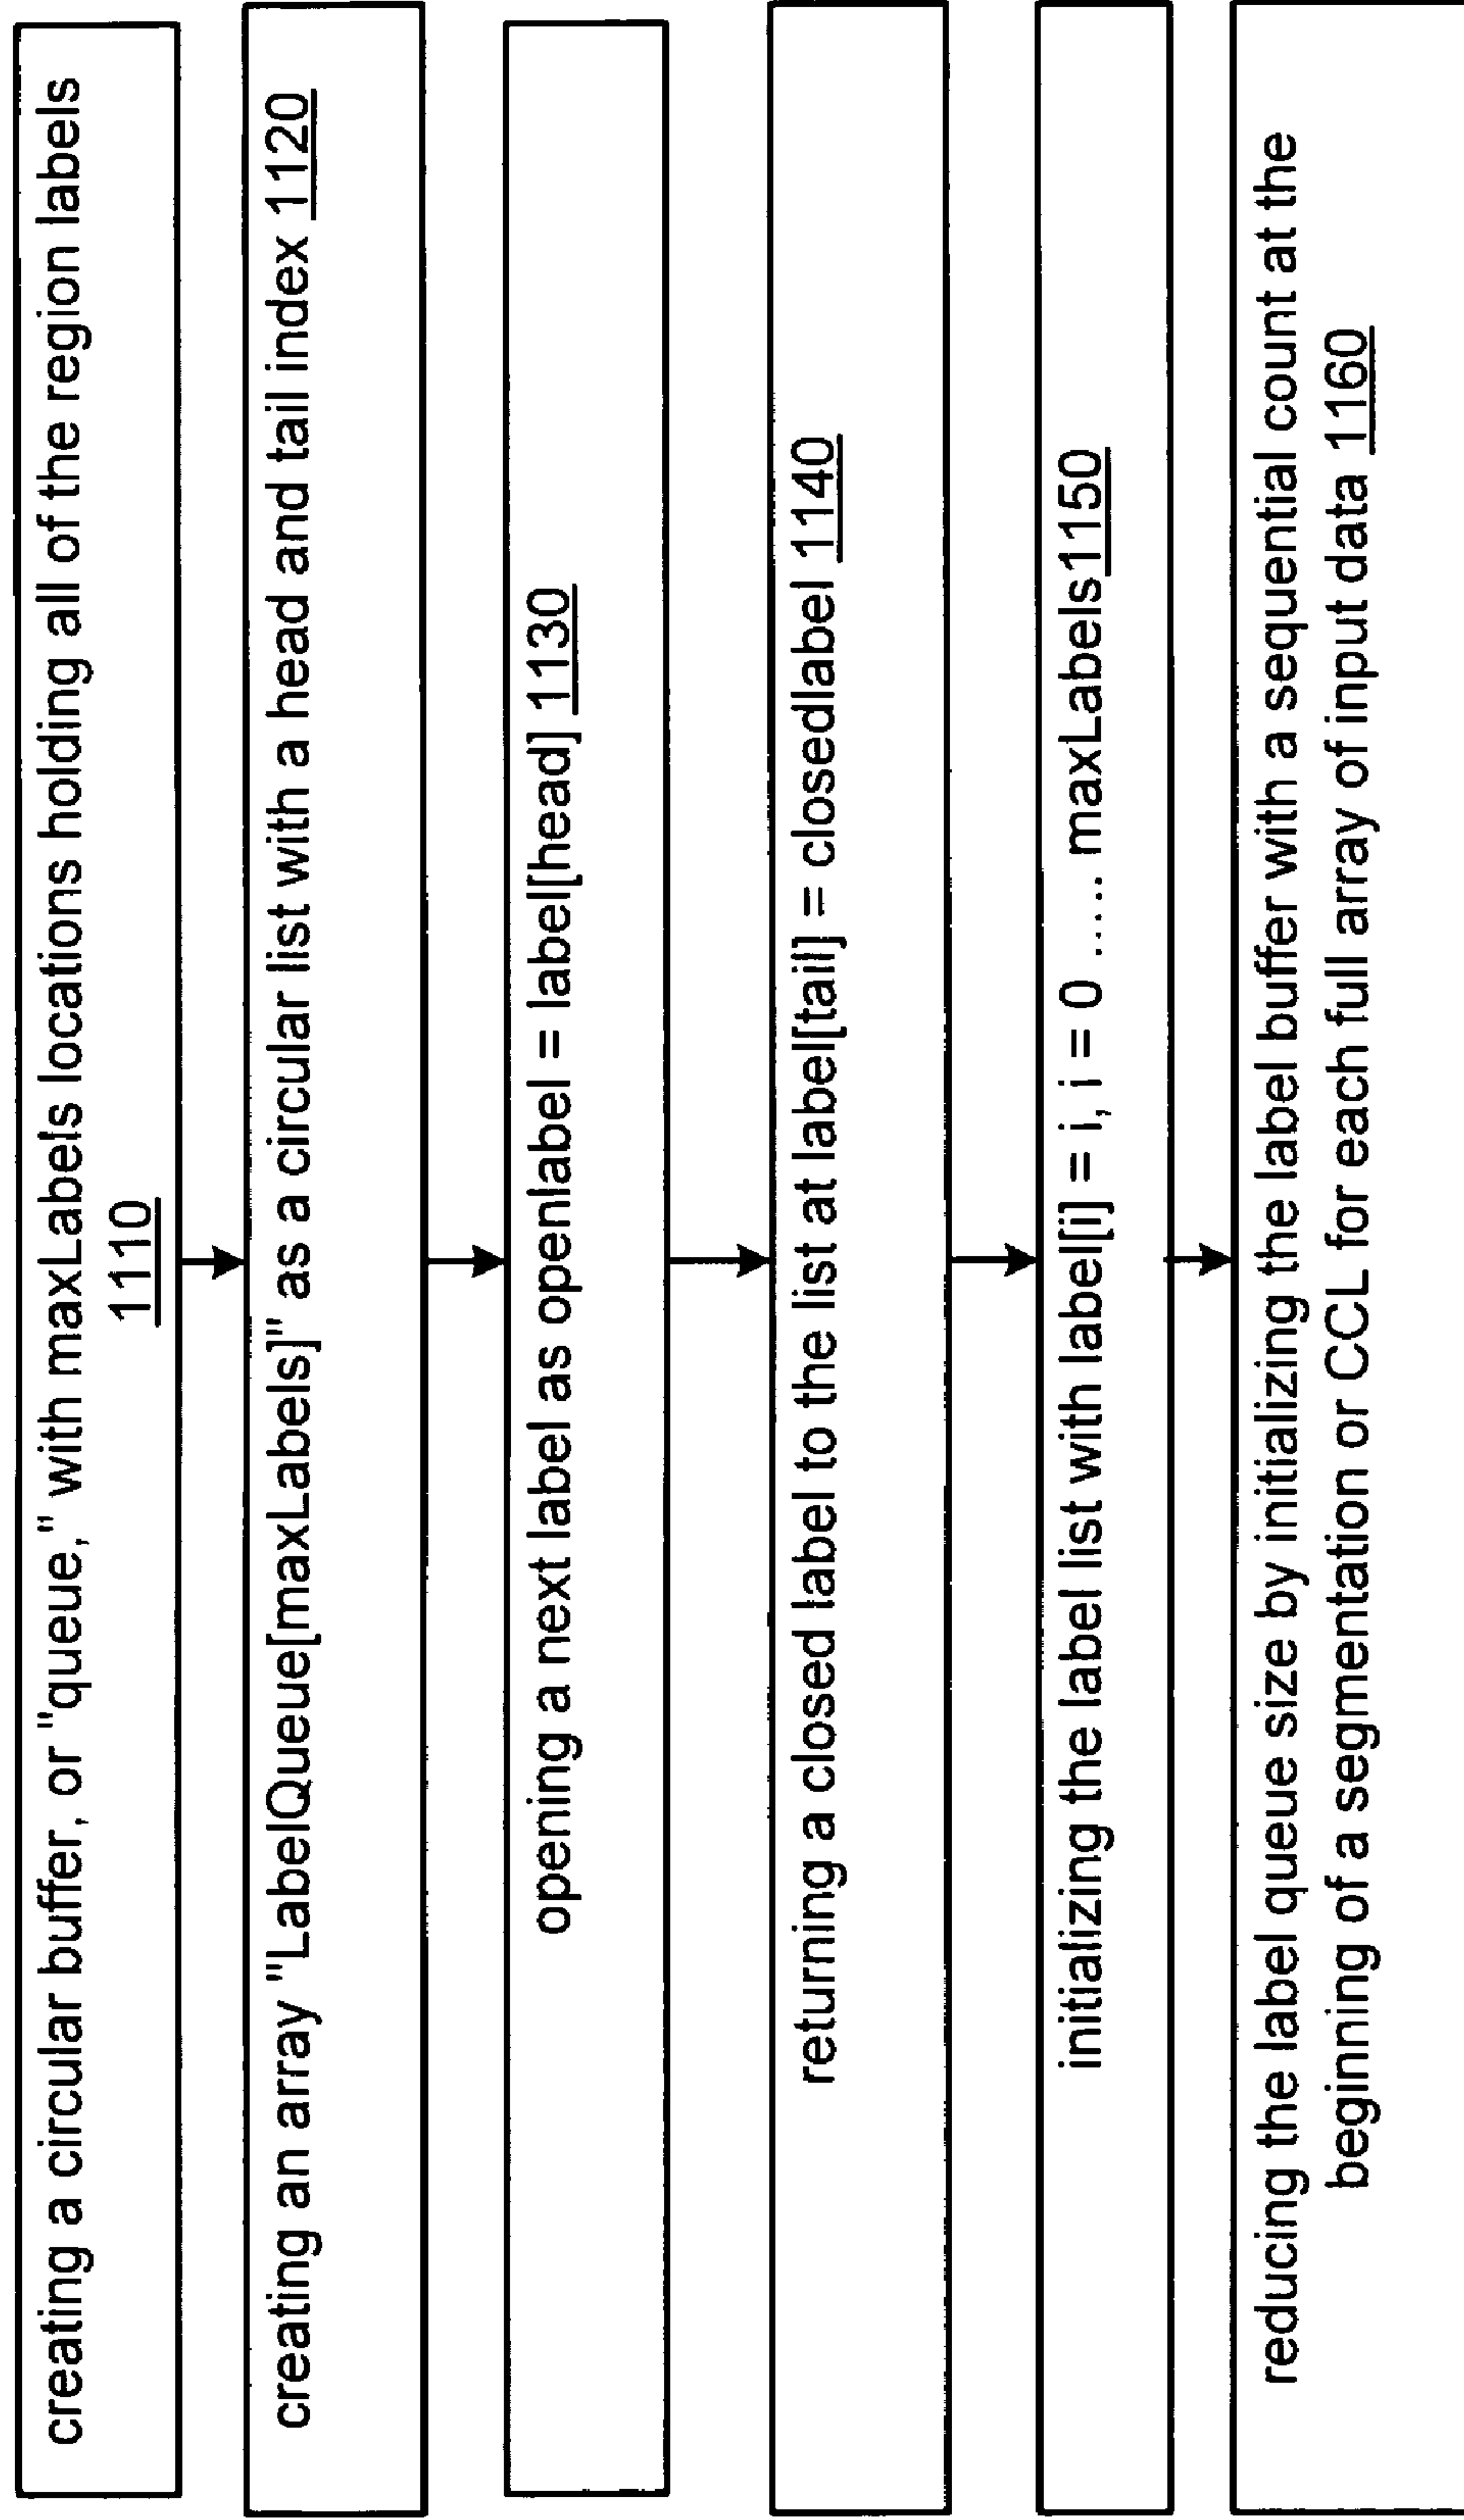 creating a circular buffer, or "queue," with maxLabels locations holding all of the region labels
1110
creating an array "LabelQueue[maxLabels]" as a circular list with a head and tail index 1120
opening a next label as openlabel = label[head] 1130
returning a closed label to the list at label[tail] = closedlabel 1140
initializing the label list with label[i] = i, i = 0 ..... maxLabels1150
reducing the label queue size by initializing the label buffer with a sequential count at the
beginning of a segmentation or CCL for each full array of input data 1160